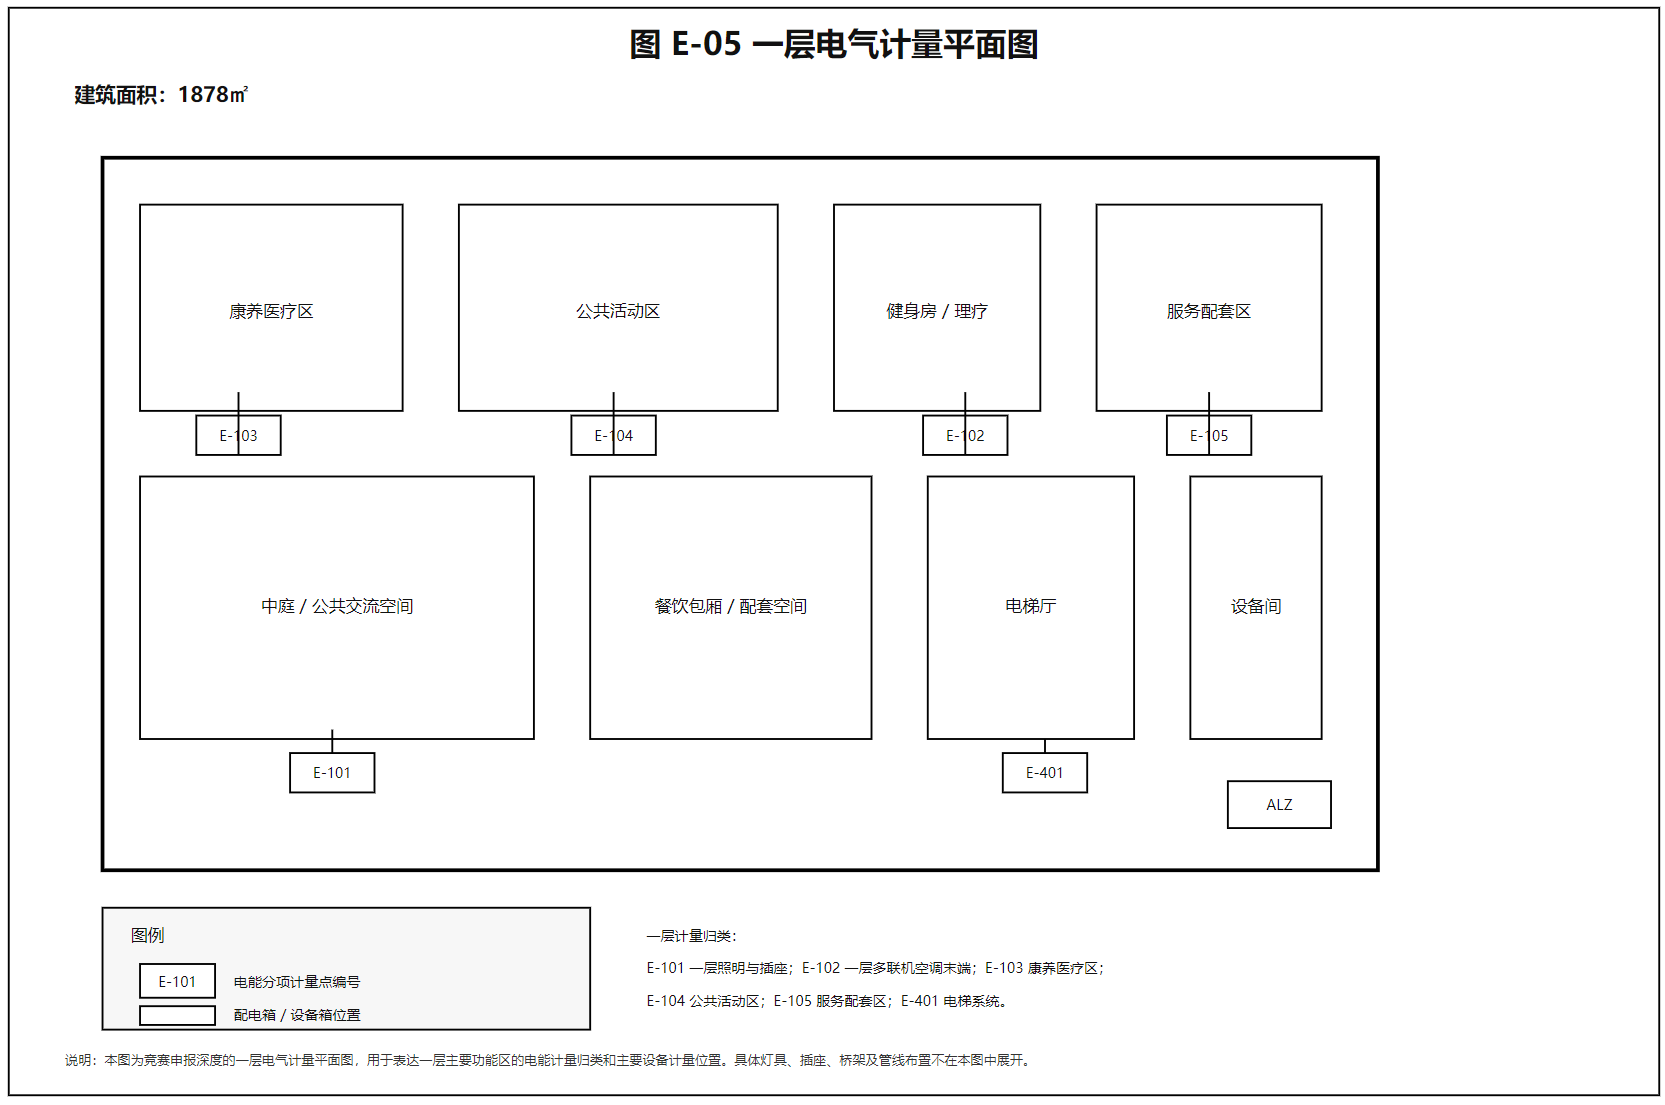 图 E-05 一层电气计量平面图
建筑面积：1878㎡
康养医疗区
公共活动区
健身房 / 理疗
服务配套区
E-103
E-104
E-102
E-105
中庭 / 公共交流空间
餐饮包厢 / 配套空间
电梯厅
设备间
E-101
E-401
ALZ
图例
E-101 电能分项计量点编号
配电箱 / 设备箱位置
一层计量归类：
E-101 一层照明与插座；E-102 一层多联机空调末端；E-103 康养医疗区；
E-104 公共活动区；E-105 服务配套区；E-401 电梯系统。
说明：本图为竞赛申报深度的一层电气计量平面图，用于表达一层主要功能区的电能计量归类和主要设备计量位置。具体灯具、插座、桥架及管线布置不在本图中展开。